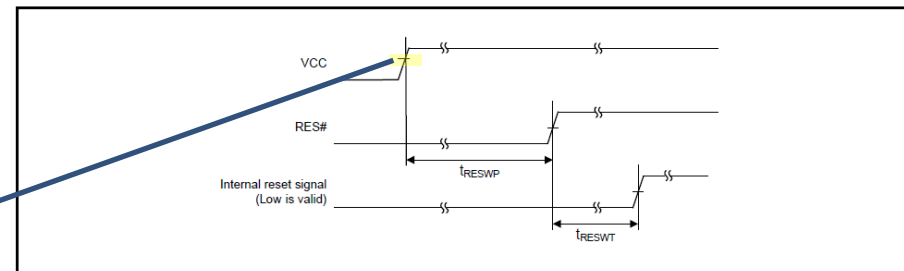 VCC
RES#
tRESWP
Internal reset signal
(Low is valid)
tRESWT